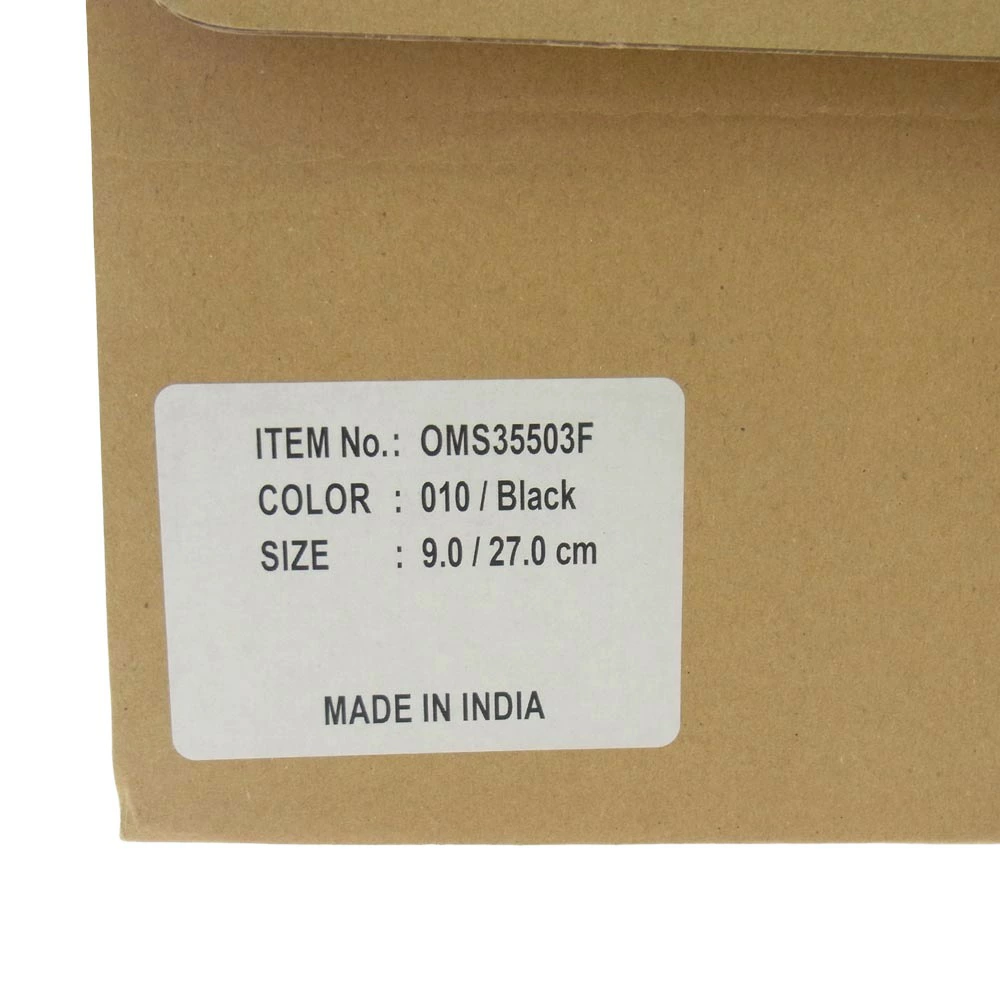 ITEM No.: OMS35503F
COLOR : 010 / Black
SIZE : 9.0 / 27.0 cm
MADE IN INDIA